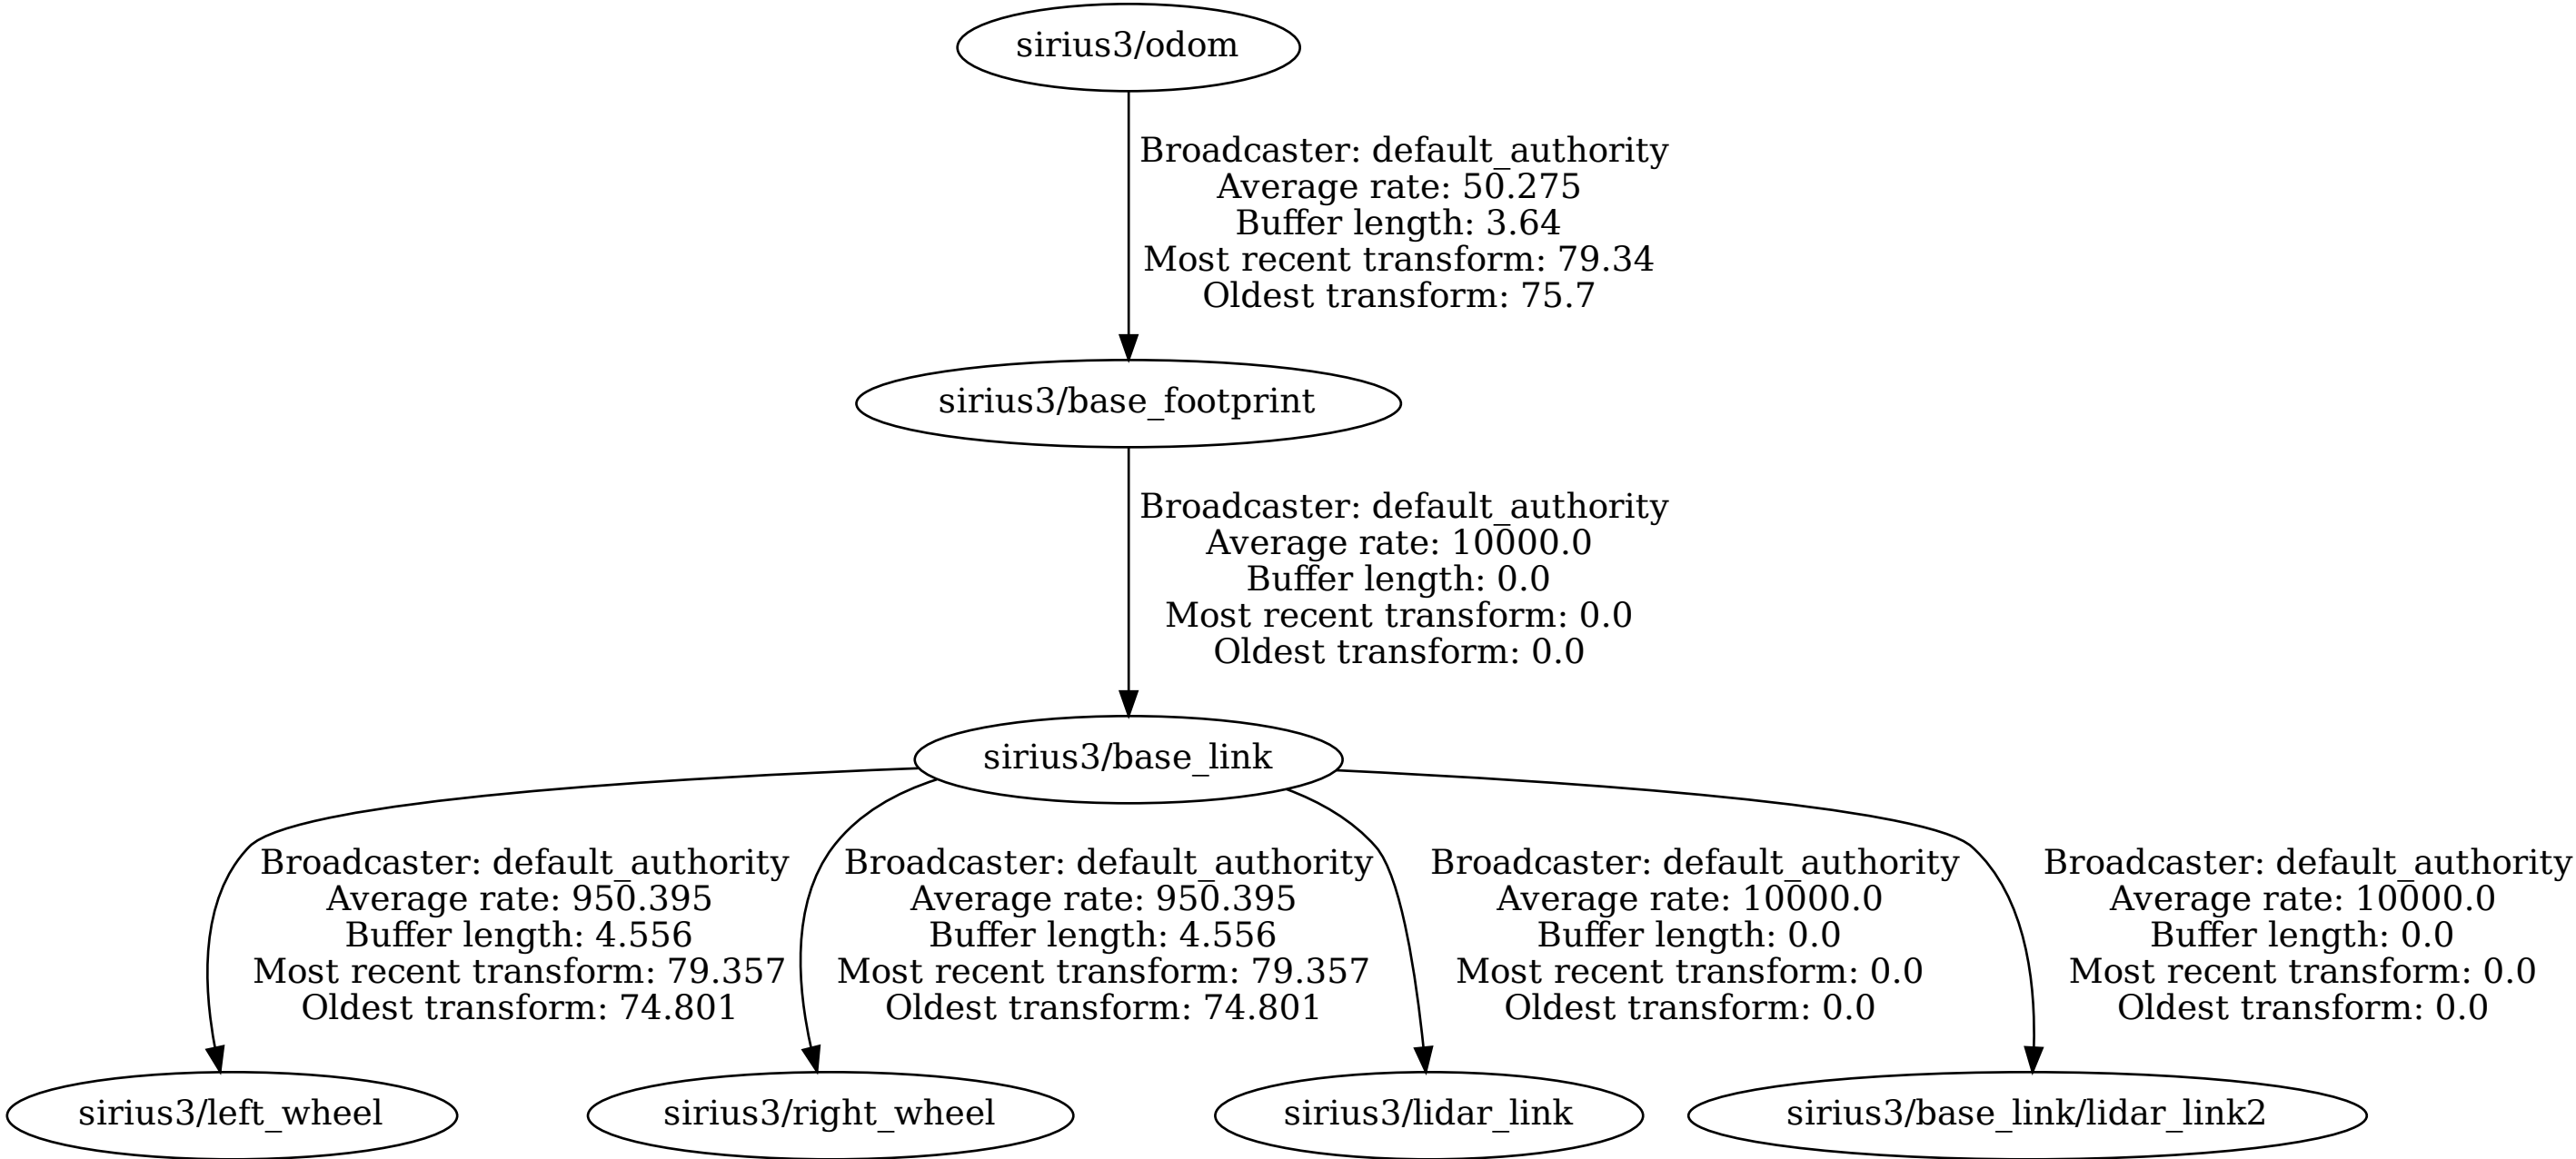 sirius3/odom
Broadcaster: default_authority
Average rate: 50.275
Buffer length: 3.64
Most recent transform: 79.34
Oldest transform: 75.7
sirius3/base_footprint
Broadcaster: default_authority
Average rate: 10000.0
Buffer length: 0.0
Most recent transform: 0.0
Oldest transform: 0.0
sirius3/base_link
Broadcaster: default_authority
Average rate: 950.395
Buffer length: 4.556
Most recent transform: 79.357
Oldest transform: 74.801
Broadcaster: default_authority
Average rate: 950.395
Buffer length: 4.556
Most recent transform: 79.357
Oldest transform: 74.801
Broadcaster: default_authority
Average rate: 10000.0
Buffer length: 0.0
Most recent transform: 0.0
Oldest transform: 0.0
Broadcaster: default_authority
Average rate: 10000.0
Buffer length: 0.0
Most recent transform: 0.0
Oldest transform: 0.0
sirius3/left_wheel
sirius3/right_wheel
sirius3/lidar_link
sirius3/base_link/lidar_link2